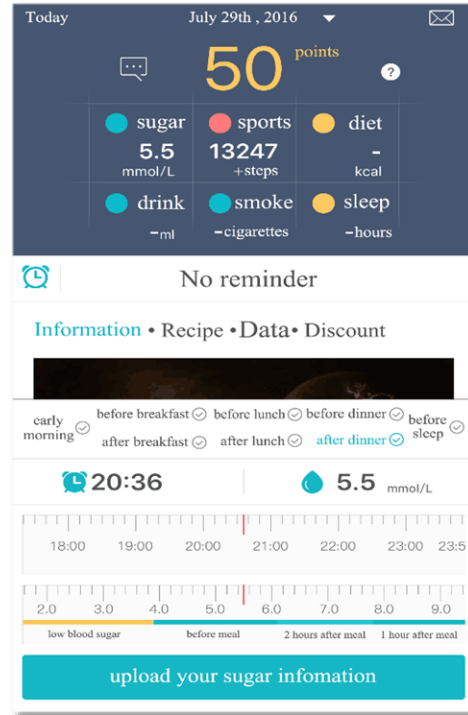 Today July 29th , 2016
50 points
?
sugar sports diet
5.5 13247 -
mmol/L +steps kcal
drink smoke sleep
-ml -cigarettes -hours
No reminder
Information • Recipe •Data• Discount
early morning before breakfast before lunch before dinner before sleep
after breakfast after lunch after dinner
20:36 5.5 mmol/L
18:00 19:00 20:00 21:00 22:00 23:00 23:5
2.0 3.0 4.0 5.0 6.0 7.0 8.0 9.0
low blood sugar before meal 2 hours after meal 1 hour after meal
upload your sugar infomation